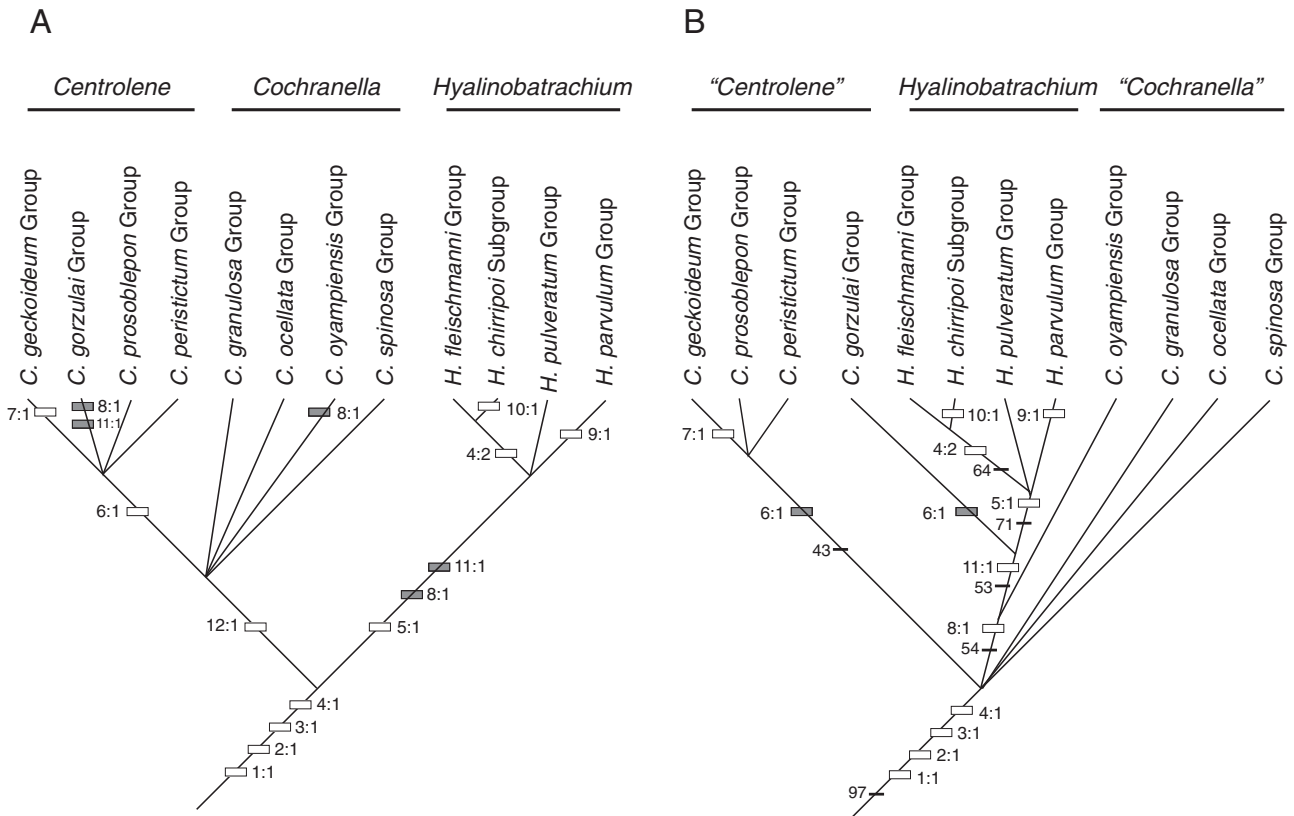 A
B
Centrolene
Cochranella
Hyalinobatrachium
“Centrolene”
Hyalinobatrachium
“Cochranella”
C. geckoideum Group
C. gorzulai Group
C. prosoblepon Group
C. peristictum Group
C. granulosa Group
C. ocellata Group
C. oyampiensis Group
C. spinosa Group
H. fleischmanni Group
H. chirripoi Subgroup
H. pulveratum Group
H. parvulum Group
C. geckoideum Group
C. prosoblepon Group
C. peristictum Group
C. gorzulai Group
H. fleischmanni Group
H. chirripoi Subgroup
H. pulveratum Group
H. parvulum Group
C. oyampiensis Group
C. granulosa Group
C. ocellata Group
C. spinosa Group
7:1
8:1
11:1
8:1
10:1
9:1
4:2
6:1
11:1
8:1
12:1
5:1
4:1
3:1
2:1
1:1
10:1
9:1
7:1
4:2
64
5:1
6:1
6:1
71
43
11:1
53
8:1
54
4:1
3:1
2:1
1:1
97